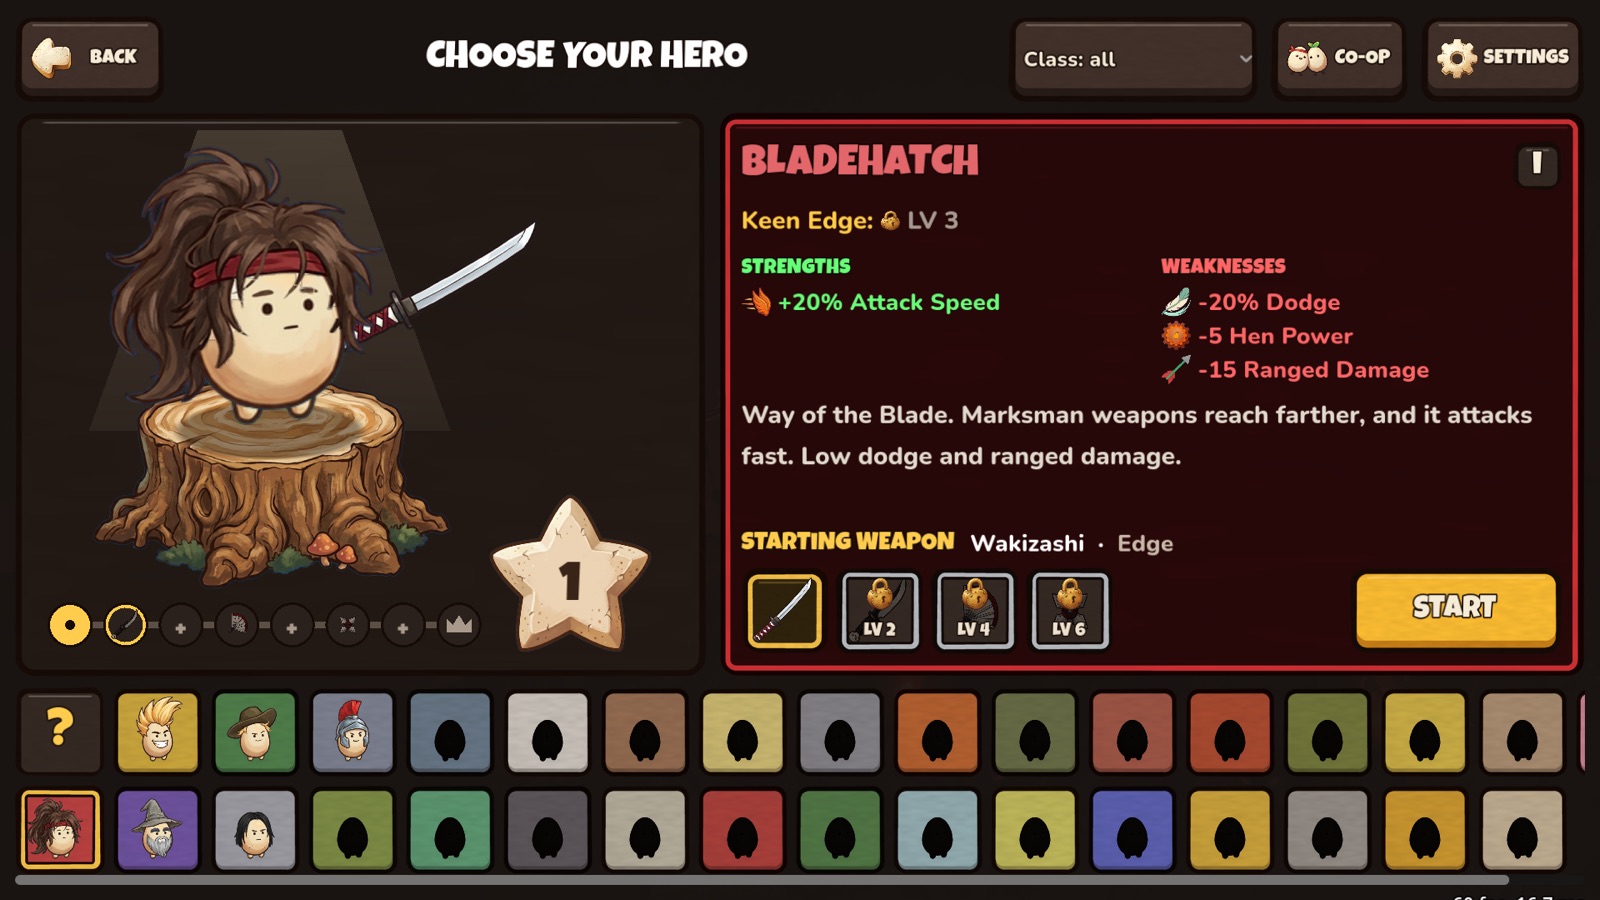 BACK
CHOOSE YOUR HERO
Class: all
CO-OP
SETTINGS
BLADEHATCH
!
Keen Edge: LV 3
STRENGTHS
+20% Attack Speed
WEAKNESSES
-20% Dodge
-5 Hen Power
-15 Ranged Damage
Way of the Blade. Marksman weapons reach farther, and it attacks
fast. Low dodge and ranged damage.
STARTING WEAPON Wakizashi · Edge
LV 2
LV 4
LV 6
START
1
?